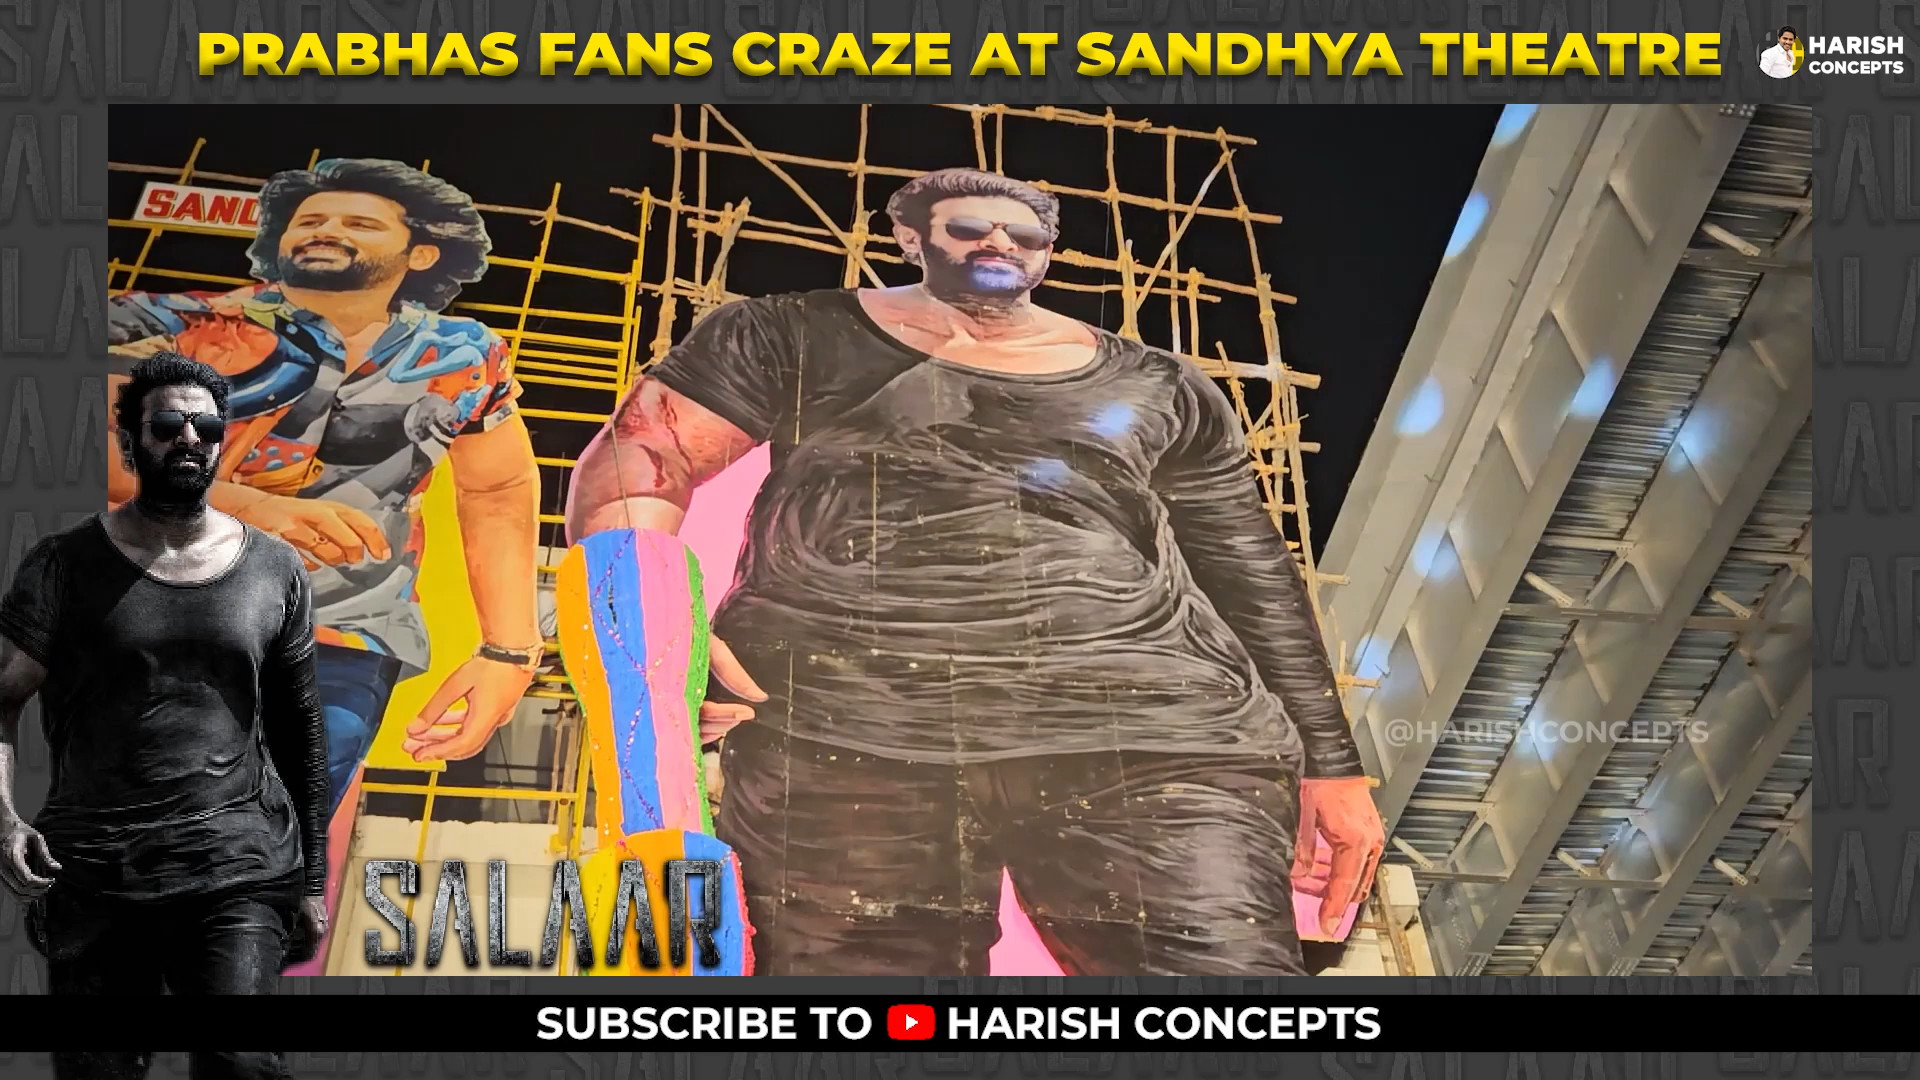 PRABHAS FANS CRAZE AT SANDHYA THEATRE
HARISH
CONCEPTS
SAND
@HARISHCONCEPTS
SALAAR
SUBSCRIBE TO HARISH CONCEPTS